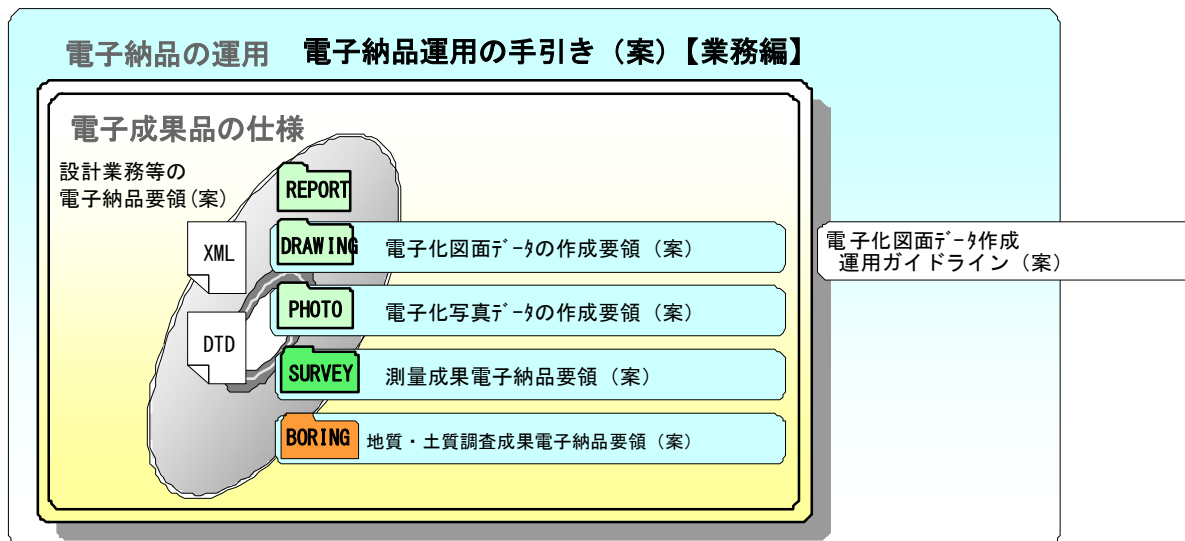 電子納品の運用 電子納品運用の手引き（案）【業務編】
電子成果品の仕様
設計業務等の
電子納品要領(案)
REPORT
XML
DRAWING
電子化図面ﾃﾞｰﾀの作成要領（案）
電子化図面ﾃﾞｰﾀ作成
運用ガイドライン（案）
PHOTO
電子化写真ﾃﾞｰﾀの作成要領（案）
DTD
SURVEY
測量成果電子納品要領（案）
BORING
地質・土質調査成果電子納品要領（案）